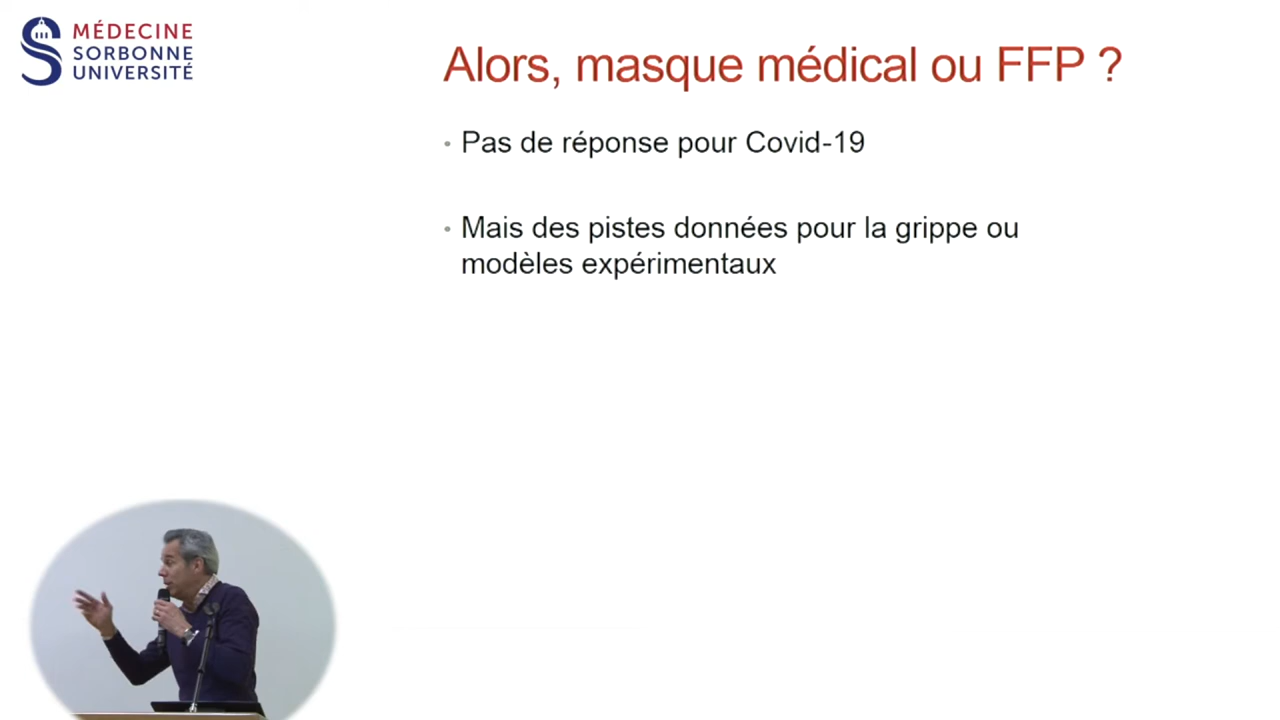 MÉDECINE
SORBONNE
UNIVERSITÉ
Alors, masque médical ou FFP ?
• Pas de réponse pour Covid-19
• Mais des pistes données pour la grippe ou
modèles expérimentaux